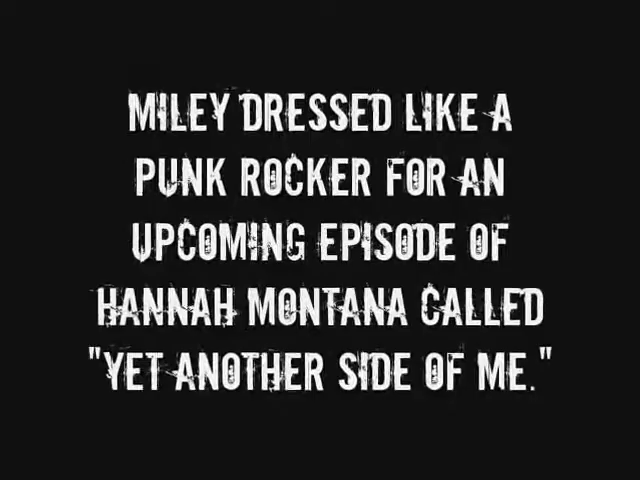 MILEY DRESSED LIKE A
PUNK ROCKER FOR AN
UPCOMING EPISODE OF
HANNAH MONTANA CALLED
"YET ANOTHER SIDE OF ME."